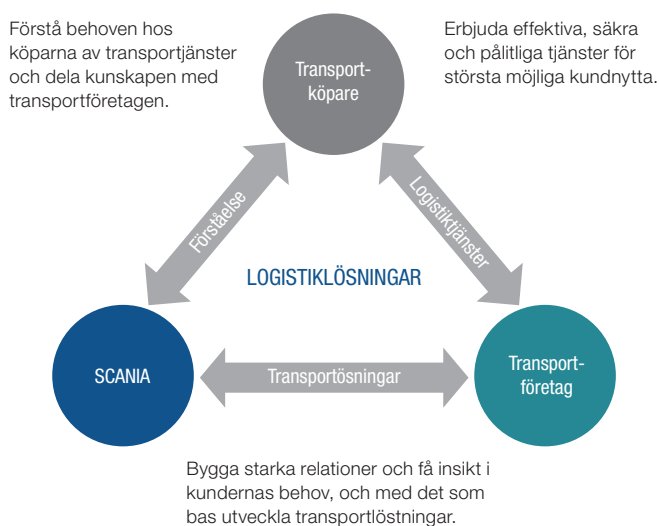 Förstå behoven hos
köparna av transportjänster
och dela kunskapen med
transportföretagen.
Erbjuda effektiva, säkra
och pålitliga tjänster för
största möjliga kundnytta.
Transport-
köpare
Förståelse
Logistiktjänster
LOGISTIKLÖSNINGAR
SCANIA
Transportösningar
Transport-
företag
Bygga starka relationer och få insikt i
kundernas behov, och med det som
bas utveckla transportlöstningar.